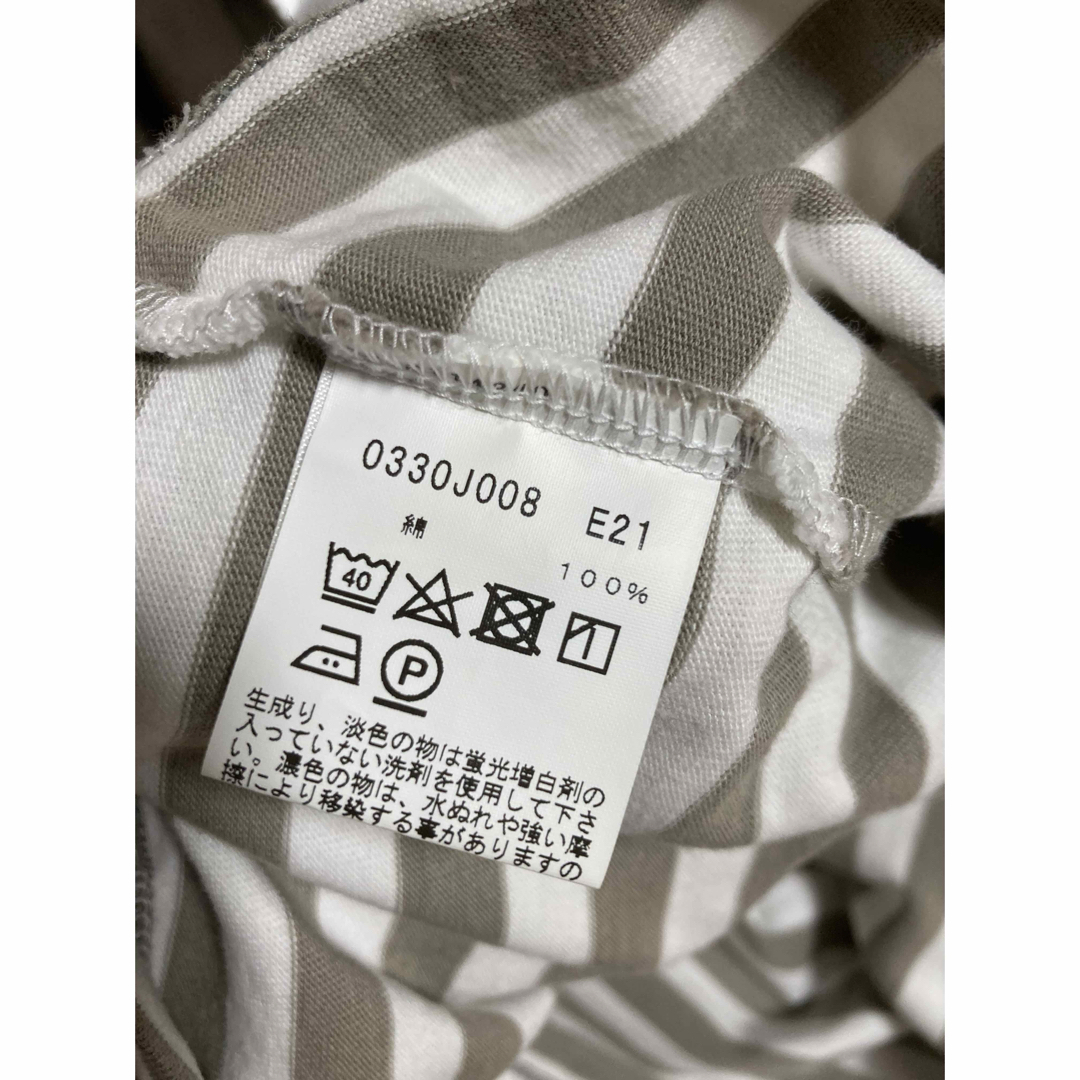 0330J008 E21
綿
100%
40
1
P
生成り、淡色の物は蛍光増白剤の
入っていない洗剤を使用して下さ
い。濃色の物は、水ぬれや強い摩
擦により移染する事がありますの